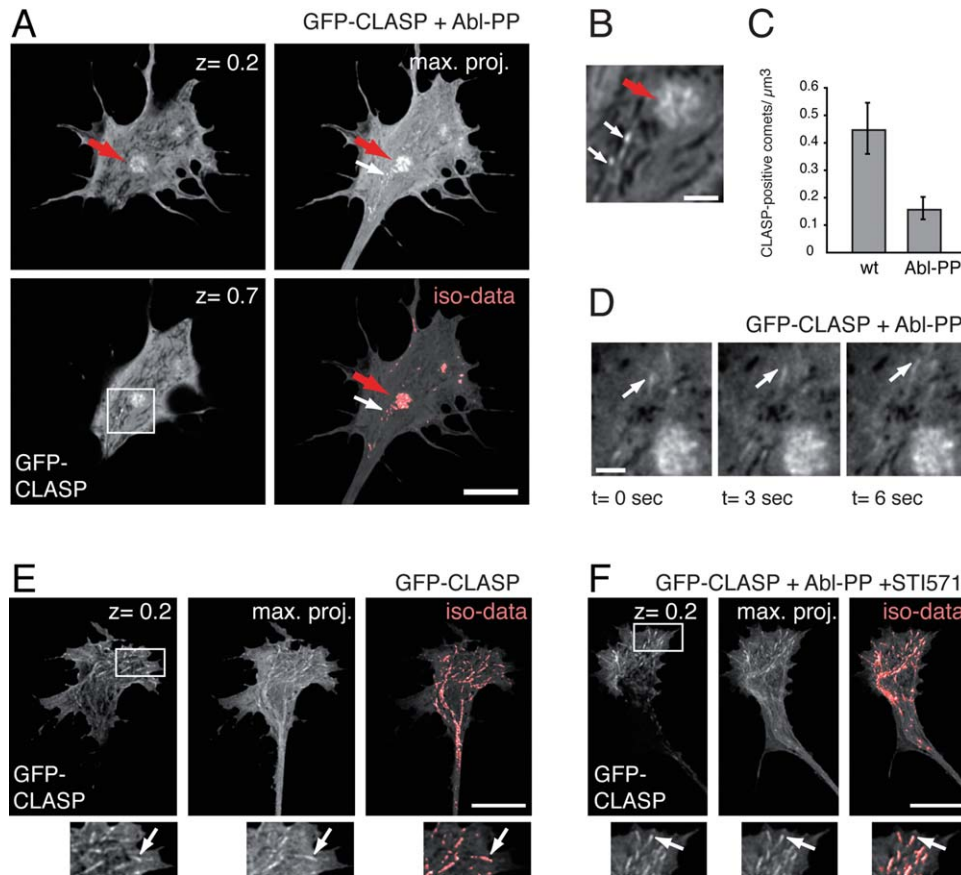 A
GFP-CLASP + Abl-PP
z= 0.2
max. proj.
z= 0.7
iso-data
GFP-
CLASP
B
C
CLASP-positive comets/ µm3
0.6
0.5
0.4
0.3
0.2
0.1
0
wt
Abl-PP
D
GFP-CLASP + Abl-PP
t= 0 sec
t= 3 sec
t= 6 sec
E
GFP-CLASP
z= 0.2
max. proj.
iso-data
GFP-
CLASP
F
GFP-CLASP + Abl-PP +STI571
z= 0.2
max. proj.
iso-data
GFP-
CLASP